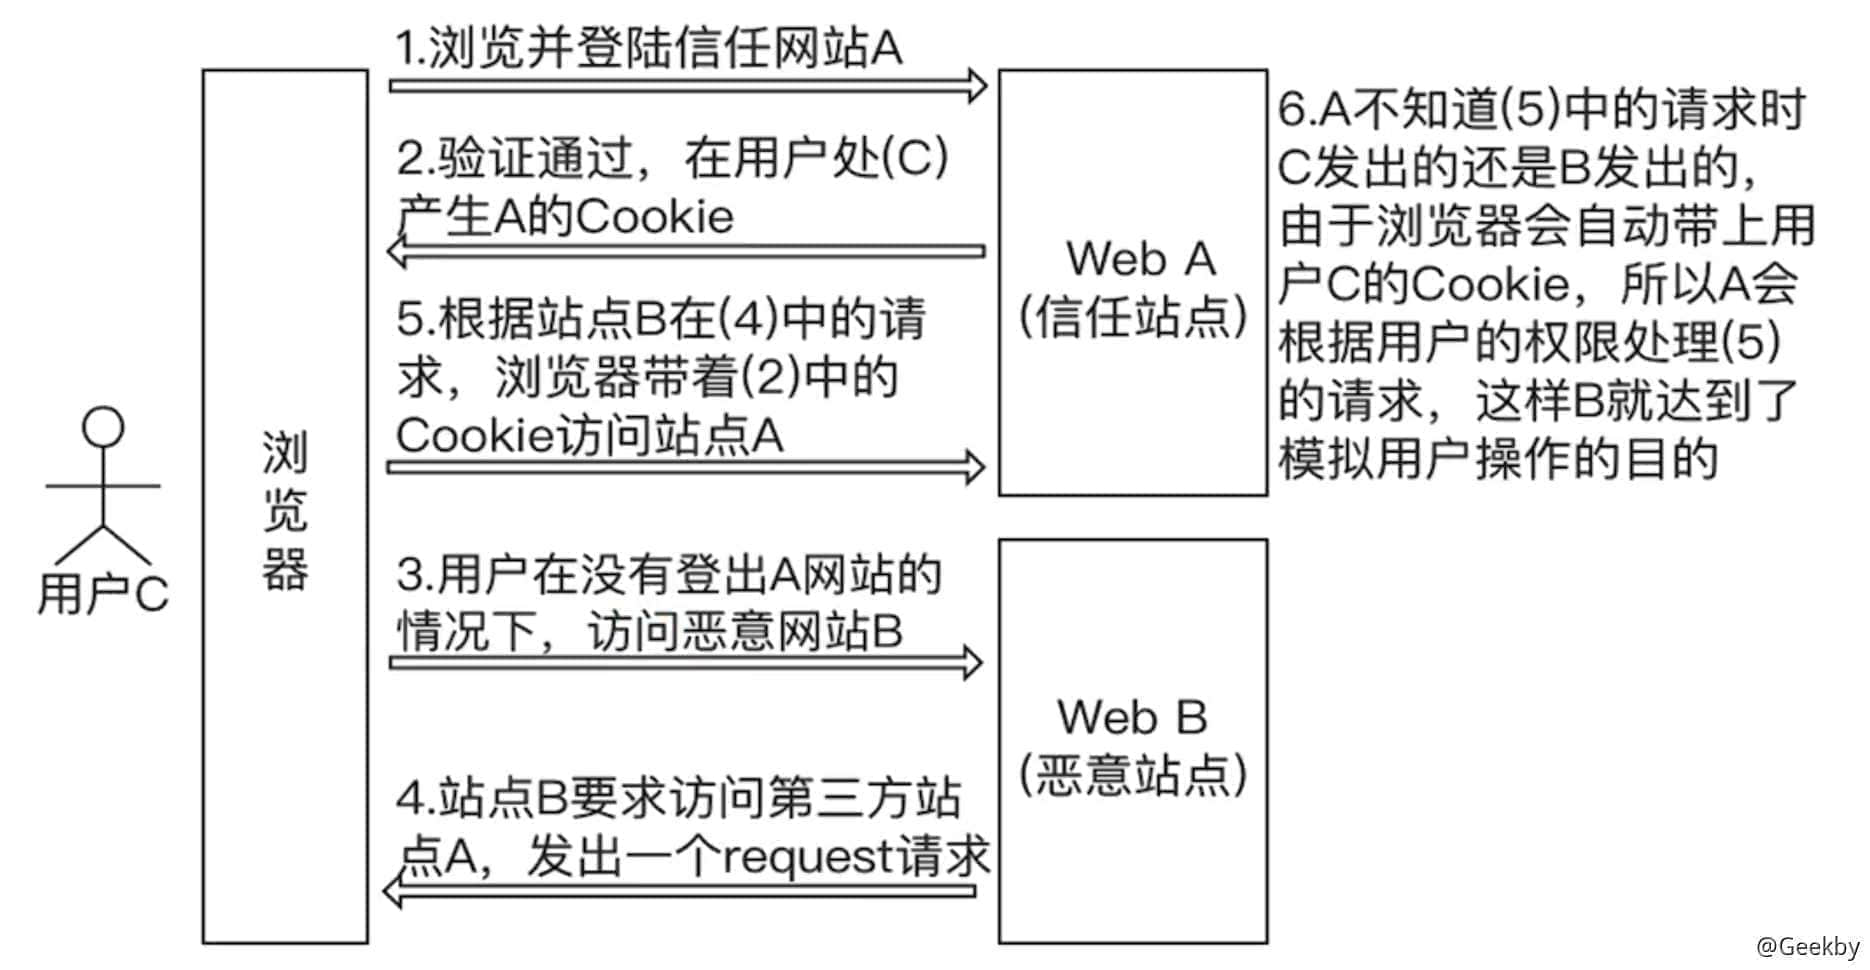 1.浏览并登陆信任网站A
2.验证通过，在用户处(C)
产生A的Cookie
5.根据站点B在(4)中的请
求，浏览器带着(2)中的
Cookie访问站点A
3.用户在没有登出A网站的
情况下，访问恶意网站B
4.站点B要求访问第三方站
点A，发出一个request请求
用户C
浏
览
器
Web A
(信任站点)
Web B
(恶意站点)
6.A不知道(5)中的请求时
C发出的还是B发出的，
由于浏览器会自动带上用
户C的Cookie，所以A会
根据用户的权限处理(5)
的请求，这样B就达到了
模拟用户操作的目的
@Geekby